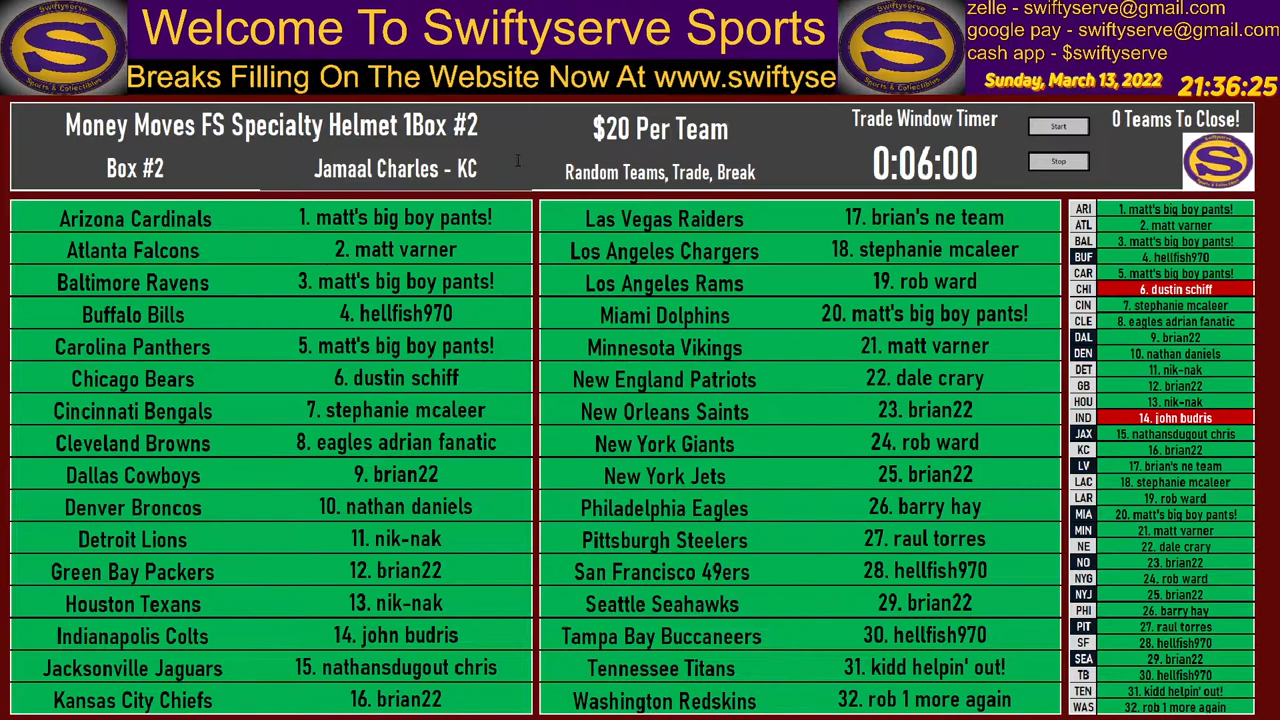 Welcome To Swiftyserve Sports
Breaks Filling On The Website Now At www.swiftyse
zelle - swiftyserve@gmail.com
google pay - swiftyserve@gmail.com
cash app - $swiftyserve
Sunday, March 13, 2022 21:36:25
Money Moves FS Specialty Helmet 1Box #2
Box #2 Jamaal Charles - KC
$20 Per Team
Random Teams, Trade, Break
Trade Window Timer
0:06:00
Start
Stop
0 Teams To Close!
Arizona Cardinals 1. matt's big boy pants!
Atlanta Falcons 2. matt varner
Baltimore Ravens 3. matt's big boy pants!
Buffalo Bills 4. hellfish970
Carolina Panthers 5. matt's big boy pants!
Chicago Bears 6. dustin schiff
Cincinnati Bengals 7. stephanie mcaleer
Cleveland Browns 8. eagles adrian fanatic
Dallas Cowboys 9. brian22
Denver Broncos 10. nathan daniels
Detroit Lions 11. nik-nak
Green Bay Packers 12. brian22
Houston Texans 13. nik-nak
Indianapolis Colts 14. john budris
Jacksonville Jaguars 15. nathansdugout chris
Kansas City Chiefs 16. brian22
Las Vegas Raiders 17. brian's ne team
Los Angeles Chargers 18. stephanie mcaleer
Los Angeles Rams 19. rob ward
Miami Dolphins 20. matt's big boy pants!
Minnesota Vikings 21. matt varner
New England Patriots 22. dale crary
New Orleans Saints 23. brian22
New York Giants 24. rob ward
New York Jets 25. brian22
Philadelphia Eagles 26. barry hay
Pittsburgh Steelers 27. raul torres
San Francisco 49ers 28. hellfish970
Seattle Seahawks 29. brian22
Tampa Bay Buccaneers 30. hellfish970
Tennessee Titans 31. kidd helpin' out!
Washington Redskins 32. rob 1 more again
ARI 1. matt's big boy pants!
ATL 2. matt varner
BAL 3. matt's big boy pants!
BUF 4. hellfish970
CAR 5. matt's big boy pants!
CHI 6. dustin schiff
CIN 7. stephanie mcaleer
CLE 8. eagles adrian fanatic
DAL 9. brian22
DEN 10. nathan daniels
DET 11. nik-nak
GB 12. brian22
HOU 13. nik-nak
IND 14. john budris
JAX 15. nathansdugout chris
KC 16. brian22
LV 17. brian's ne team
LAC 18. stephanie mcaleer
LAR 19. rob ward
MIA 20. matt's big boy pants!
MIN 21. matt varner
NE 22. dale crary
NO 23. brian22
NYG 24. rob ward
NYJ 25. brian22
PHI 26. barry hay
PIT 27. raul torres
SF 28. hellfish970
SEA 29. brian22
TB 30. hellfish970
TEN 31. kidd helpin' out!
WAS 32. rob 1 more again